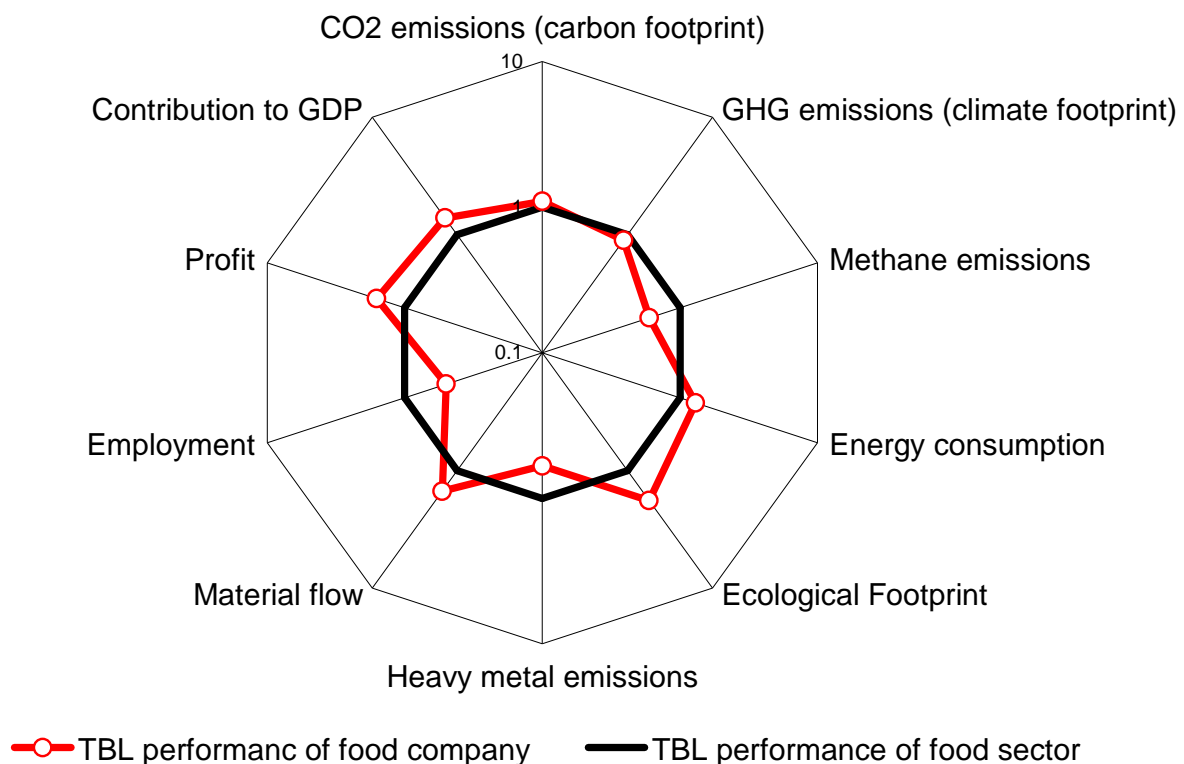 CO2 emissions (carbon footprint)
10
Contribution to GDP
GHG emissions (climate footprint)
1
Profit
Methane emissions
0.1
Employment
Energy consumption
Material flow
Ecological Footprint
Heavy metal emissions
TBL performanc of food company
TBL performance of food sector